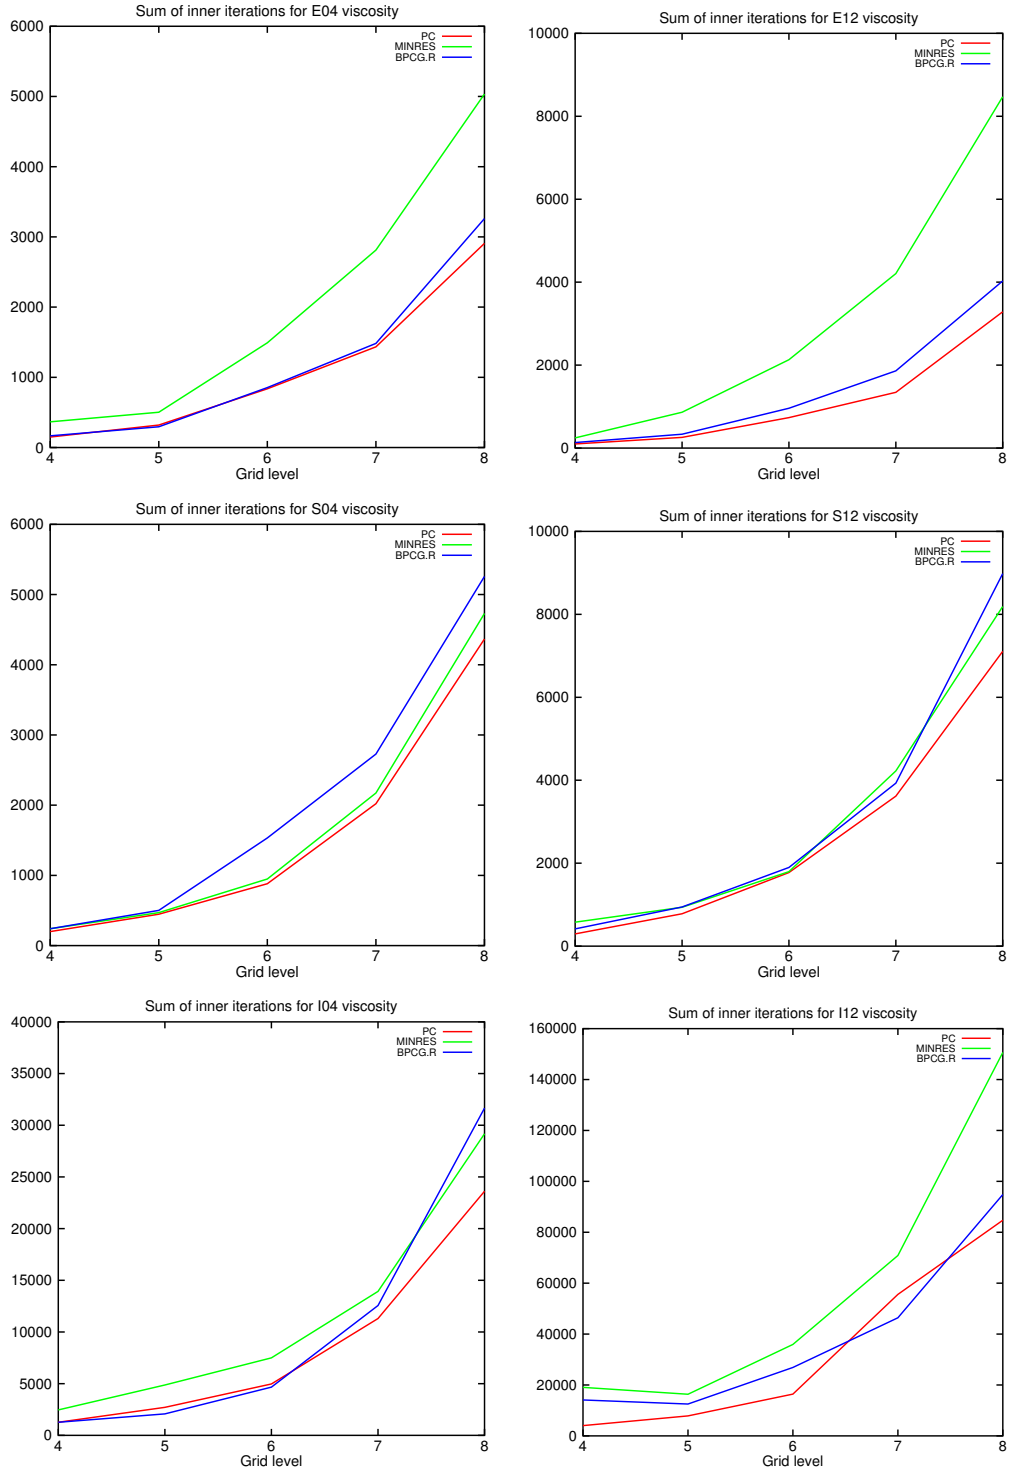 Sum of inner iterations for E04 viscosity
PC
MINRES
BPCG.R
6000
5000
4000
3000
2000
1000
0
4 5 6 7 8
Grid level
Sum of inner iterations for E12 viscosity
PC
MINRES
BPCG.R
10000
8000
6000
4000
2000
0
4 5 6 7 8
Grid level
Sum of inner iterations for S04 viscosity
PC
MINRES
BPCG.R
6000
5000
4000
3000
2000
1000
0
4 5 6 7 8
Grid level
Sum of inner iterations for S12 viscosity
PC
MINRES
BPCG.R
10000
8000
6000
4000
2000
0
4 5 6 7 8
Grid level
Sum of inner iterations for I04 viscosity
PC
MINRES
BPCG.R
40000
35000
30000
25000
20000
15000
10000
5000
0
4 5 6 7 8
Grid level
Sum of inner iterations for I12 viscosity
PC
MINRES
BPCG.R
160000
140000
120000
100000
80000
60000
40000
20000
0
4 5 6 7 8
Grid level